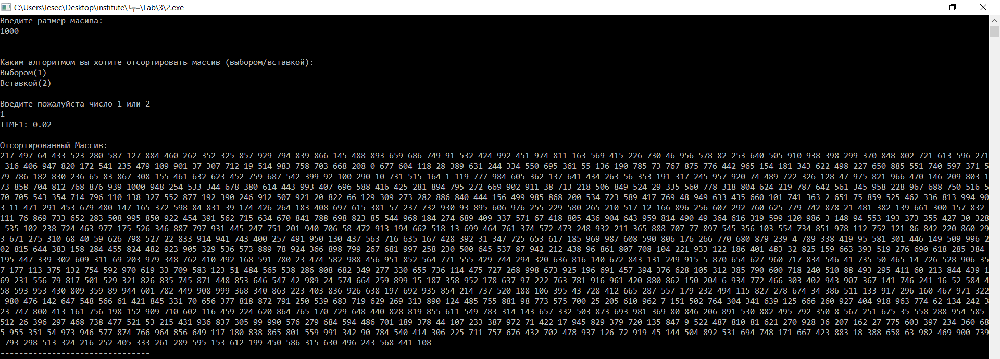 C:\Users\lesec\Desktop\institute\└╤─\Lab\3\2.exe
Введите размер масива:
1000
Каким алгоритмом вы хотите отсортировать массив (выбором/вставкой):
Выбором(1)
Вставкой(2)
Введите пожалуйста число 1 или 2
1
TIME1: 0.02
Отсортированный Массив:
217 497 64 433 523 280 587 127 884 460 262 352 325 857 929 794 839 866 145 488 893 659 686 749 91 532 424 992 451 974 811 163 569 415 226 730 46 956 578 82 253 640 505 910 938 398 299 370 848 802 721 613 596 271
316 406 947 820 172 541 235 479 109 901 37 307 712 19 514 983 758 703 668 208 0 677 604 118 28 389 631 244 334 550 695 361 55 136 190 785 73 767 875 776 442 965 154 181 343 622 498 227 650 885 551 740 597 371 5
79 786 182 830 236 65 83 867 308 155 461 632 623 452 759 687 542 399 92 100 290 10 731 515 164 1 119 777 984 605 362 137 641 434 263 56 353 191 317 245 957 920 74 489 722 326 128 47 975 821 966 470 146 209 803 1
73 858 704 812 768 876 939 1000 948 254 533 344 678 380 614 443 993 407 696 588 416 425 281 894 795 272 669 902 911 38 713 218 506 849 524 29 335 560 778 318 804 624 219 787 642 561 345 958 228 967 688 750 516 5
70 705 543 354 714 796 110 138 327 552 877 192 390 246 912 507 921 20 822 66 129 309 273 282 886 840 444 156 499 985 868 200 534 723 589 417 769 48 949 633 435 660 101 741 363 2 651 75 859 525 462 336 813 994 90
3 11 471 291 453 679 480 147 165 372 598 84 831 39 174 426 264 183 408 697 615 381 57 237 732 930 93 895 606 976 255 229 580 265 210 517 12 166 896 256 607 292 760 625 779 742 878 21 481 382 139 661 300 157 832
111 76 869 733 652 283 508 995 850 922 454 391 562 715 634 670 841 788 698 823 85 544 968 184 274 689 409 337 571 67 418 805 436 904 643 959 814 490 49 364 616 319 599 120 986 3 148 94 553 193 373 355 427 30 328
535 102 238 724 463 977 175 526 346 887 797 931 445 247 751 201 940 706 58 472 913 194 662 518 13 699 464 761 374 572 473 248 932 211 365 888 707 77 897 545 356 103 554 734 851 978 112 752 121 86 842 220 860 29
3 671 275 310 68 40 59 626 798 527 22 833 914 941 743 400 257 491 950 130 437 563 716 635 167 428 392 31 347 725 653 617 185 969 987 608 590 806 176 266 770 680 879 239 4 789 338 419 95 581 301 446 149 509 996 2
02 815 644 383 158 284 455 824 482 923 905 329 536 573 889 78 924 366 898 799 267 681 997 258 230 500 645 537 87 942 212 438 96 861 807 708 104 221 933 122 186 401 483 32 825 159 663 393 519 276 690 618 285 384
195 447 339 302 609 311 69 203 979 348 762 410 492 168 591 780 23 474 582 988 456 951 852 564 771 555 429 744 294 320 636 816 140 672 843 131 249 915 5 870 654 627 960 717 834 546 41 735 50 465 14 726 528 906 35
7 177 113 375 132 754 592 970 619 33 709 583 123 51 484 565 538 286 808 682 349 277 330 655 736 114 475 727 268 998 673 925 196 691 457 394 376 628 105 312 385 790 600 718 240 510 88 493 295 411 60 213 844 439 1
69 231 556 79 817 501 529 321 826 835 745 871 448 853 646 547 42 989 24 574 664 259 899 15 187 358 952 178 637 97 222 763 781 916 961 420 880 862 150 204 6 934 772 466 303 402 943 907 367 141 746 241 16 52 584 4
58 593 953 430 809 359 89 944 601 782 449 908 999 368 340 863 223 403 836 926 638 197 692 935 854 214 737 520 188 106 395 43 728 412 665 287 557 179 232 494 115 827 278 674 34 386 511 133 917 296 160 467 971 322
980 476 142 647 548 566 61 421 845 331 70 656 377 818 872 791 250 539 683 719 629 269 313 890 124 485 755 881 98 773 575 700 25 205 610 962 7 151 502 764 304 341 639 125 666 260 927 404 918 963 774 62 134 242 3
23 747 800 413 161 756 198 152 909 710 602 116 459 224 620 864 765 170 729 648 440 828 819 855 611 549 783 314 143 657 332 503 873 693 981 369 80 846 206 891 530 882 495 792 350 8 567 251 675 35 558 288 954 585
512 26 396 297 468 738 477 521 53 215 431 936 837 305 99 990 576 279 684 594 486 701 189 378 44 107 233 387 972 71 422 17 945 829 379 720 135 847 9 522 487 810 81 621 270 928 36 207 162 27 775 603 397 234 360 68
5 955 351 54 973 946 577 874 766 964 856 649 117 180 838 865 801 559 991 342 90 784 540 414 306 225 711 757 676 432 702 478 937 126 72 919 45 144 504 892 531 694 748 171 667 423 883 18 388 658 63 982 469 900 739
793 298 513 324 216 252 405 333 261 289 595 153 612 199 450 586 315 630 496 243 568 441 108
--------------------------------